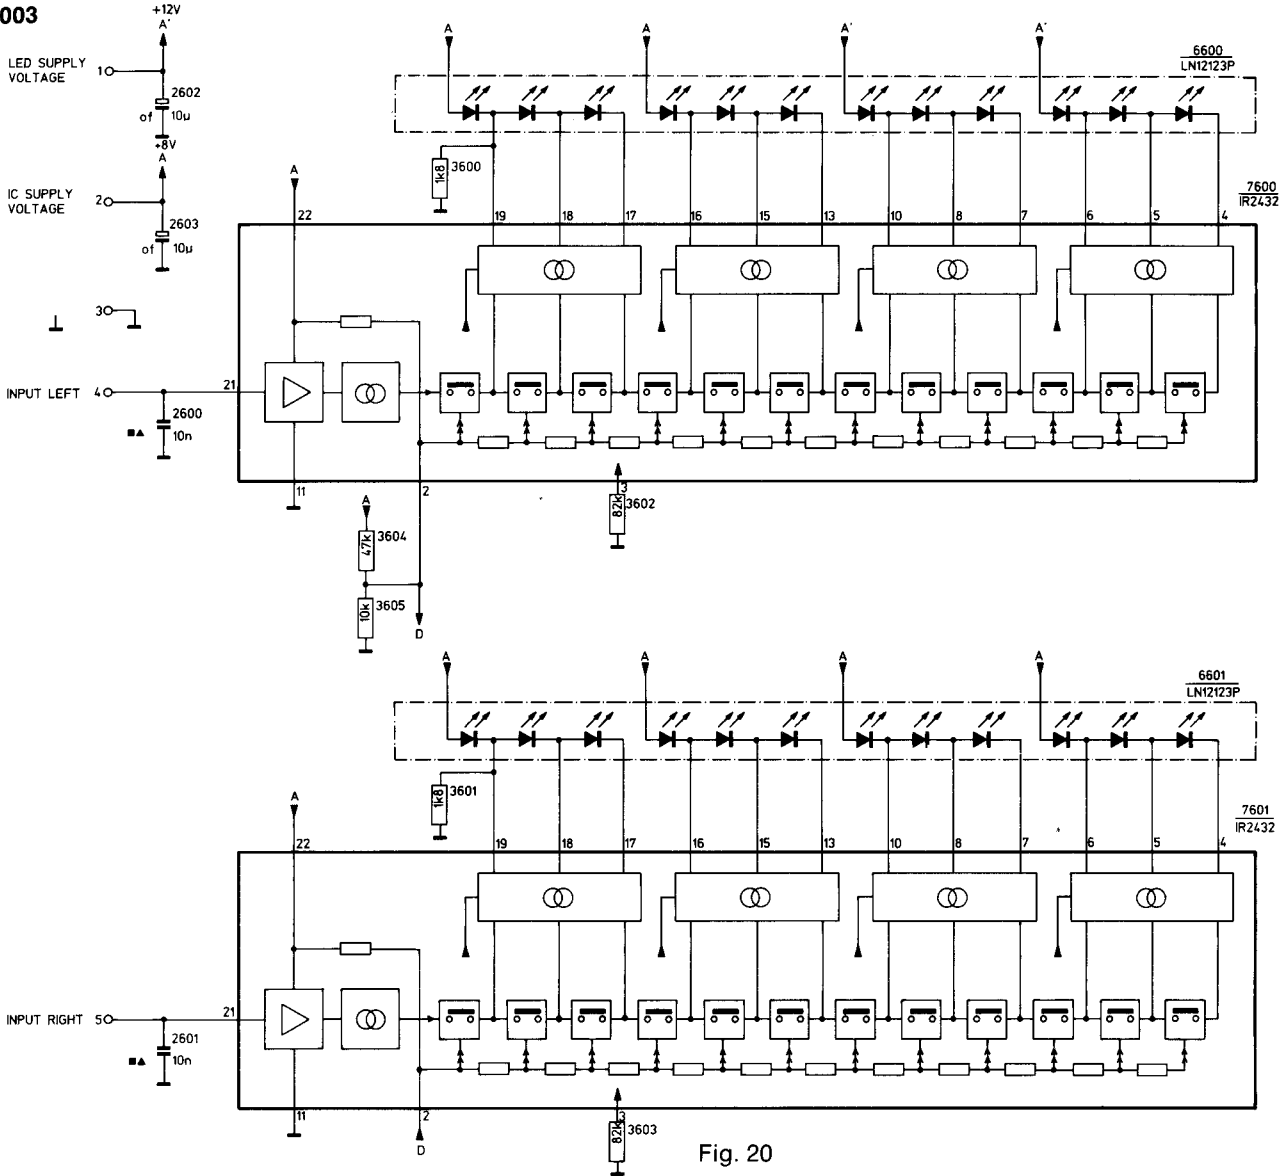 003
+12V
A'
LED SUPPLY
VOLTAGE
1
2602
of 10µ
+8V
A
IC SUPPLY
VOLTAGE
2
2603
of 10µ
3
INPUT LEFT 4
2600
■▲ 10n
A
22
21
11
2
A A A' A'
6600
LN12123P
1k8 3600
7600
IR2432
19 18 17 16 15 13 10 8 7 6 5 4
3
82k 3602
A
47k 3604
10k 3605
D
A A A A
6601
LN12123P
1k8 3601
7601
IR2432
A
22
19 18 17 16 15 13 10 8 7 6 5 4
INPUT RIGHT 5
21
2601
■▲ 10n
11
2
D
3
82k 3603
Fig. 20